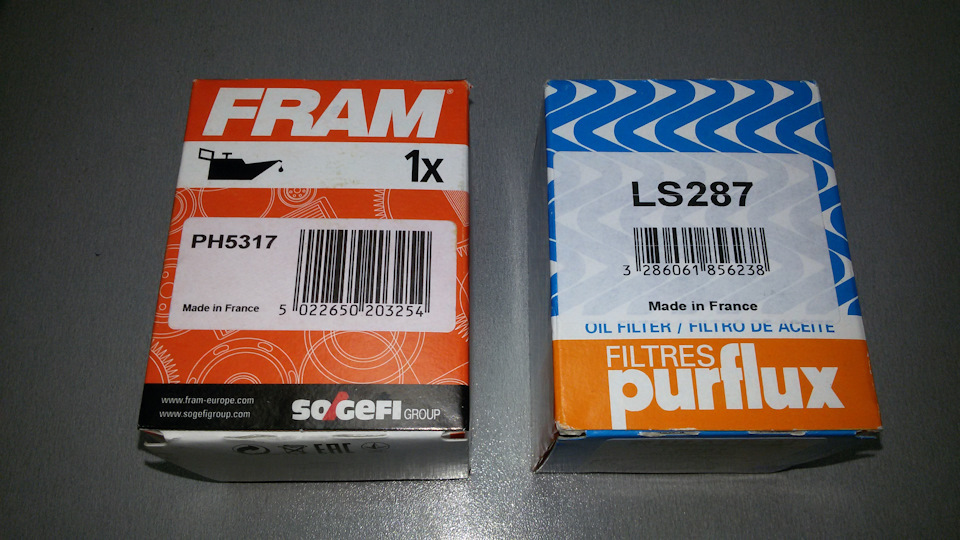 FRAM®
1x
PH5317
Made in France
5 022650 203254
www.fram-europe.com
www.sogefigroup.com
SOGEFI GROUP
EAC
LS287
3 286061 856238
Made in France
OIL FILTER / FILTRO DE ACEITE
FILTRES
purflux